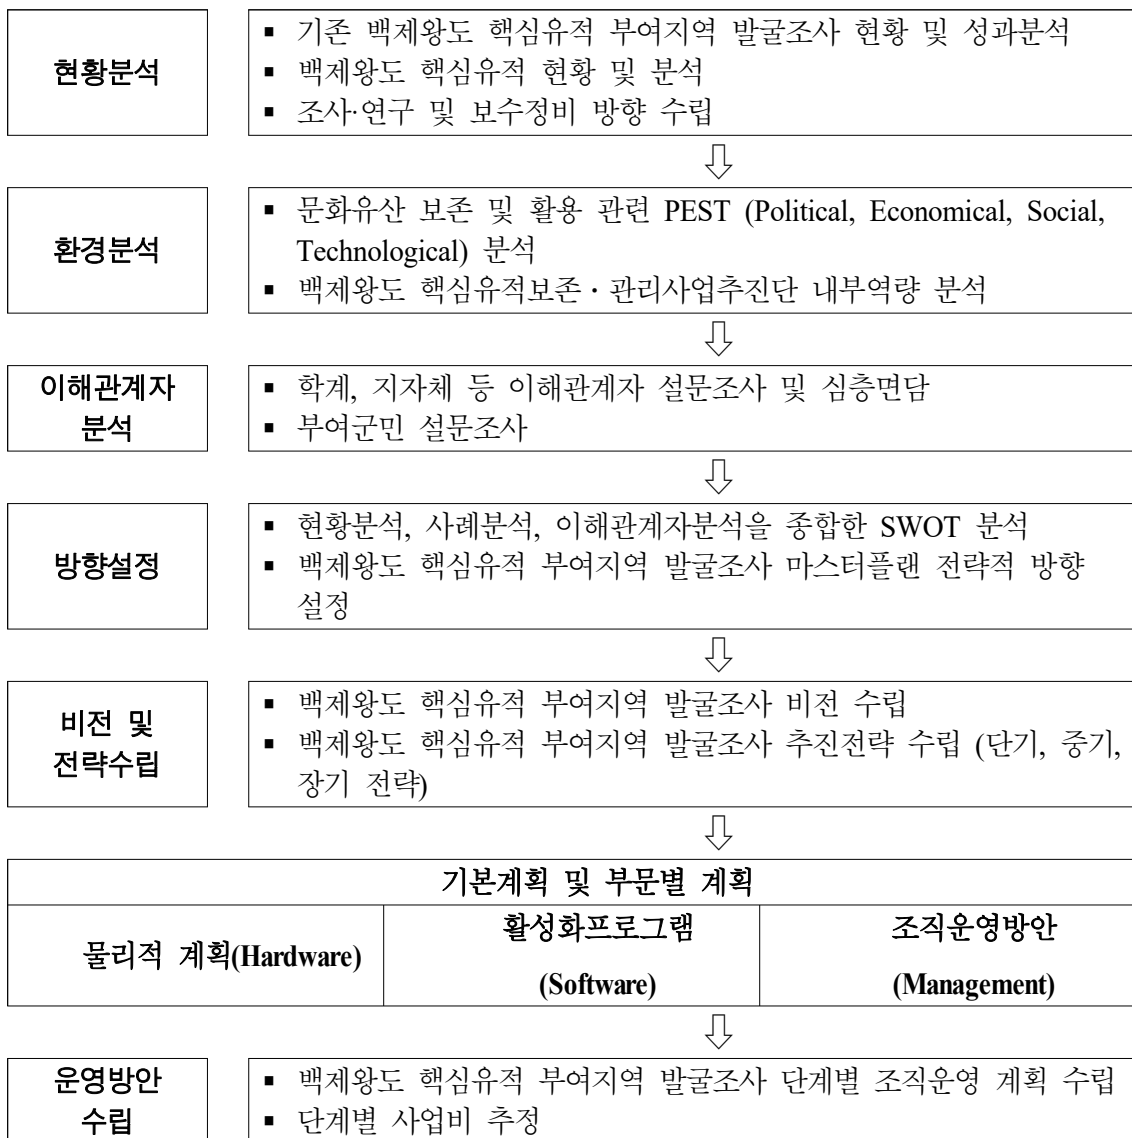 현황분석
▪ 기존 백제왕도 핵심유적 부여지역 발굴조사 현황 및 성과분석
▪ 백제왕도 핵심유적 현황 및 분석
▪ 조사·연구 및 보수정비 방향 수립
⇩
환경분석
▪ 문화유산 보존 및 활용 관련 PEST (Political, Economical, Social,
Technological) 분석
▪ 백제왕도 핵심유적보존・관리사업추진단 내부역량 분석
⇩
이해관계자
분석
▪ 학계, 지자체 등 이해관계자 설문조사 및 심층면담
▪ 부여군민 설문조사
⇩
방향설정
▪ 현황분석, 사례분석, 이해관계자분석을 종합한 SWOT 분석
▪ 백제왕도 핵심유적 부여지역 발굴조사 마스터플랜 전략적 방향
설정
⇩
비전 및
전략수립
▪ 백제왕도 핵심유적 부여지역 발굴조사 비전 수립
▪ 백제왕도 핵심유적 부여지역 발굴조사 추진전략 수립 (단기, 중기,
장기 전략)
⇩
기본계획 및 부문별 계획
물리적 계획(Hardware)
활성화프로그램
(Software)
조직운영방안
(Management)
⇩
운영방안
수립
▪ 백제왕도 핵심유적 부여지역 발굴조사 단계별 조직운영 계획 수립
▪ 단계별 사업비 추정